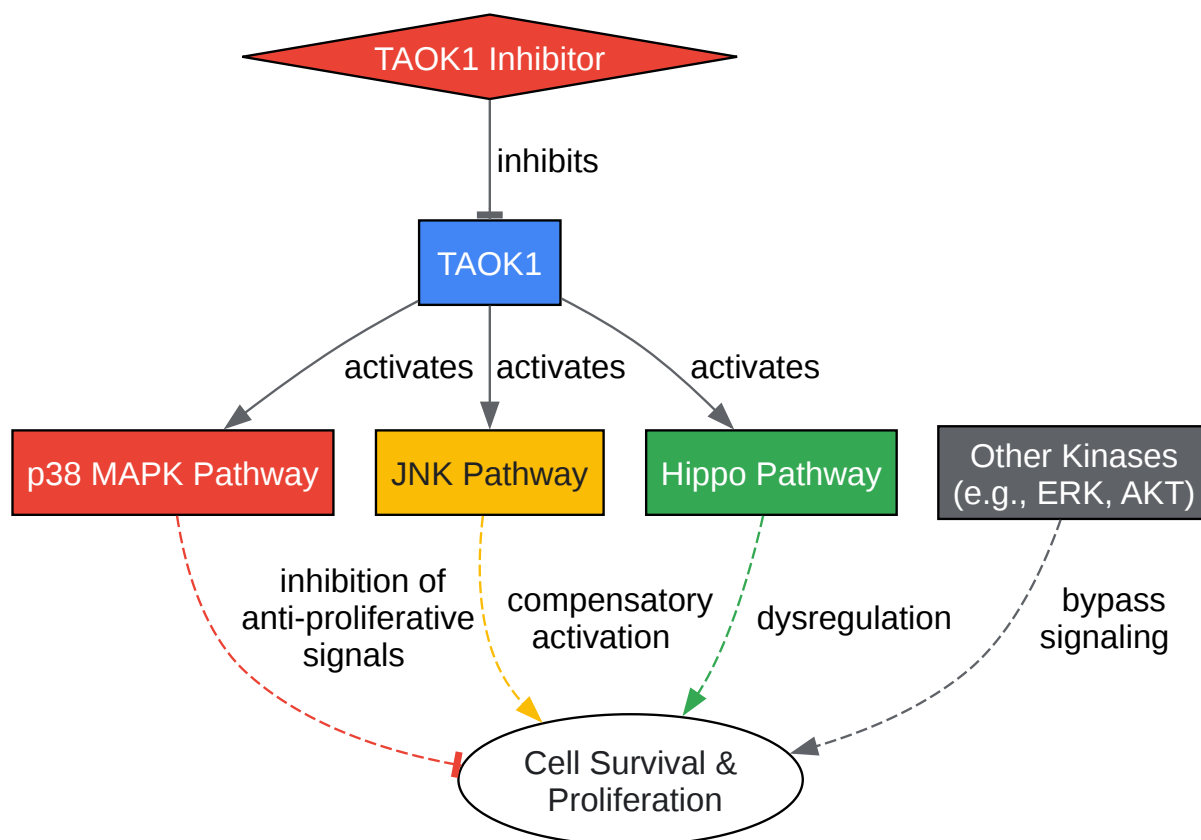 TAOK1 Inhibitor
inhibits
TAOK1
activates
activates
activates
p38 MAPK Pathway
JNK Pathway
Hippo Pathway
Other Kinases
(e.g., ERK, AKT)
inhibition of
anti-proliferative
signals
compensatory
activation
dysregulation
bypass
signaling
Cell Survival &
Proliferation